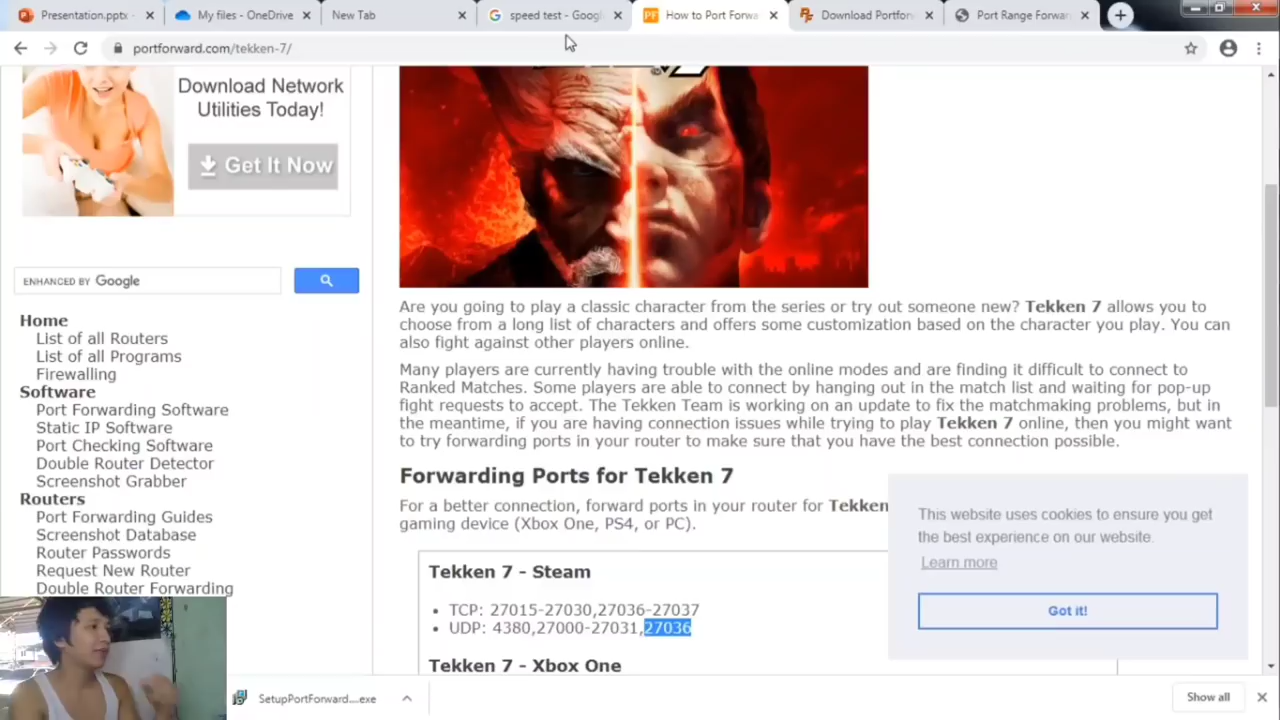 Presentation.pptx
My files - OneDrive
New Tab
speed test - Goog
How to Port Forwa
Download Portforw
Port Range Forwar
portforward.com/tekken-7/
Download Network
Utilities Today!
Get It Now
ENHANCED BY Google
Home
List of all Routers
List of all Programs
Firewalling
Software
Port Forwarding Software
Static IP Software
Port Checking Software
Double Router Detector
Screenshot Grabber
Routers
Port Forwarding Guides
Screenshot Database
Router Passwords
Request New Router
Double Router Forwarding
Are you going to play a classic character from the series or try out someone new? Tekken 7 allows you to
choose from a long list of characters and offers some customization based on the character you play. You can
also fight against other players online.
Many players are currently having trouble with the online modes and are finding it difficult to connect to
Ranked Matches. Some players are able to connect by hanging out in the match list and waiting for pop-up
fight requests to accept. The Tekken Team is working on an update to fix the matchmaking problems, but in
the meantime, if you are having connection issues while trying to play Tekken 7 online, then you might want
to try forwarding ports in your router to make sure that you have the best connection possible.
Forwarding Ports for Tekken 7
For a better connection, forward ports in your router for Tekken
gaming device (Xbox One, PS4, or PC).
Tekken 7 - Steam
• TCP: 27015-27030,27036-27037
• UDP: 4380,27000-27031,27036
Tekken 7 - Xbox One
This website uses cookies to ensure you get
the best experience on our website.
Learn more
Got it!
SetupPortForward....exe
Show all